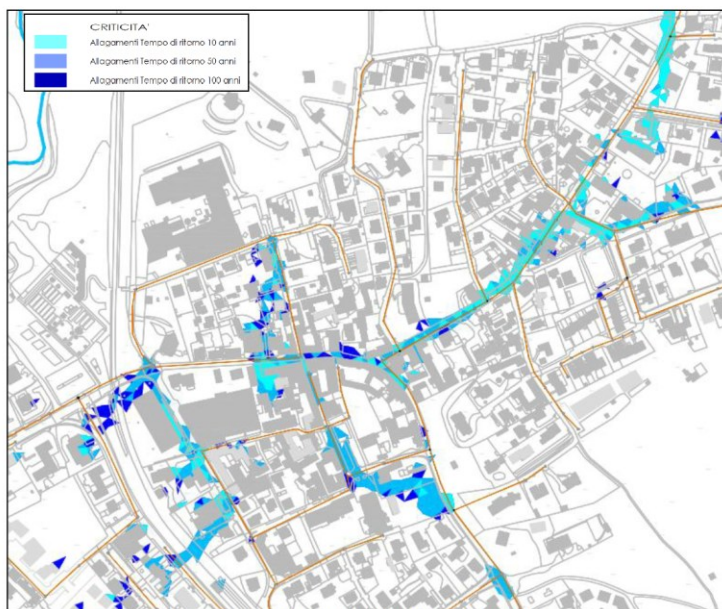 CRITICITA'
Allagamenti Tempo di ritorno 10 anni
Allagamenti Tempo di ritorno 50 anni
Allagamenti Tempo di ritorno 100 anni